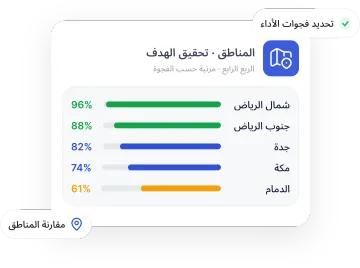 تحديد فجوات الأداء
المناطق · تحقيق الهدف
الربع الرابع · مرتبة حسب الفجوة
شمال الرياض 96%
جنوب الرياض 88%
جدة 82%
مكة 74%
الدمام 61%
مقارنة المناطق